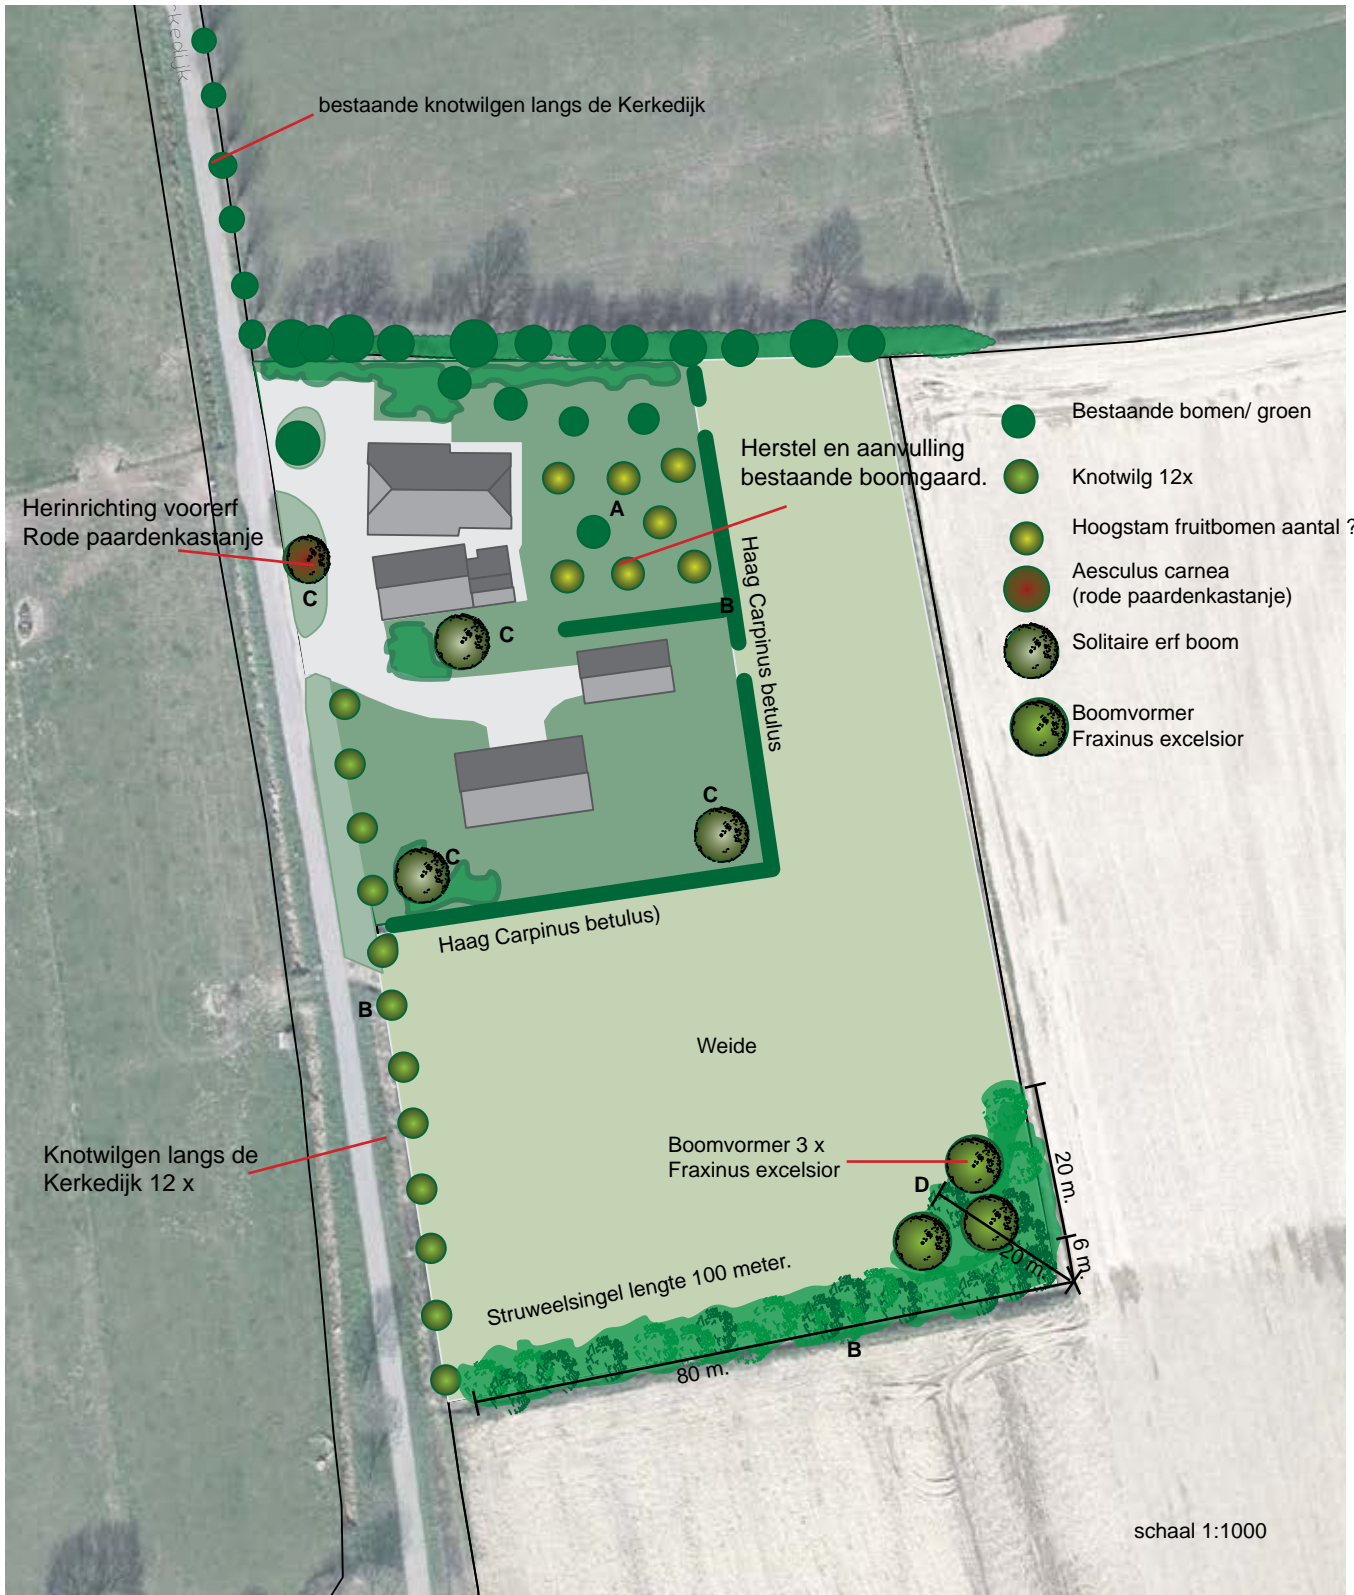 Kerkedijk
bestaande knotwilgen langs de Kerkedijk
Bestaande bomen/ groen
Herstel en aanvulling
bestaande boomgaard.
Knotwilg 12x
Herinrichting voorerf
Rode paardenkastanje
A
Hoogstam fruitbomen aantal ?
Aesculus carnea
(rode paardenkastanje)
C
B
Haag Carpinus betulus
C
Solitaire erf boom
Boomvormer
Fraxinus excelsior
C
C
Haag Carpinus betulus)
B
Weide
Knotwilgen langs de
Kerkedijk 12 x
Boomvormer 3 x
Fraxinus excelsior
D
20 m.
6 m.
20 m.
Struweelsingel lengte 100 meter.
B
80 m.
schaal 1:1000